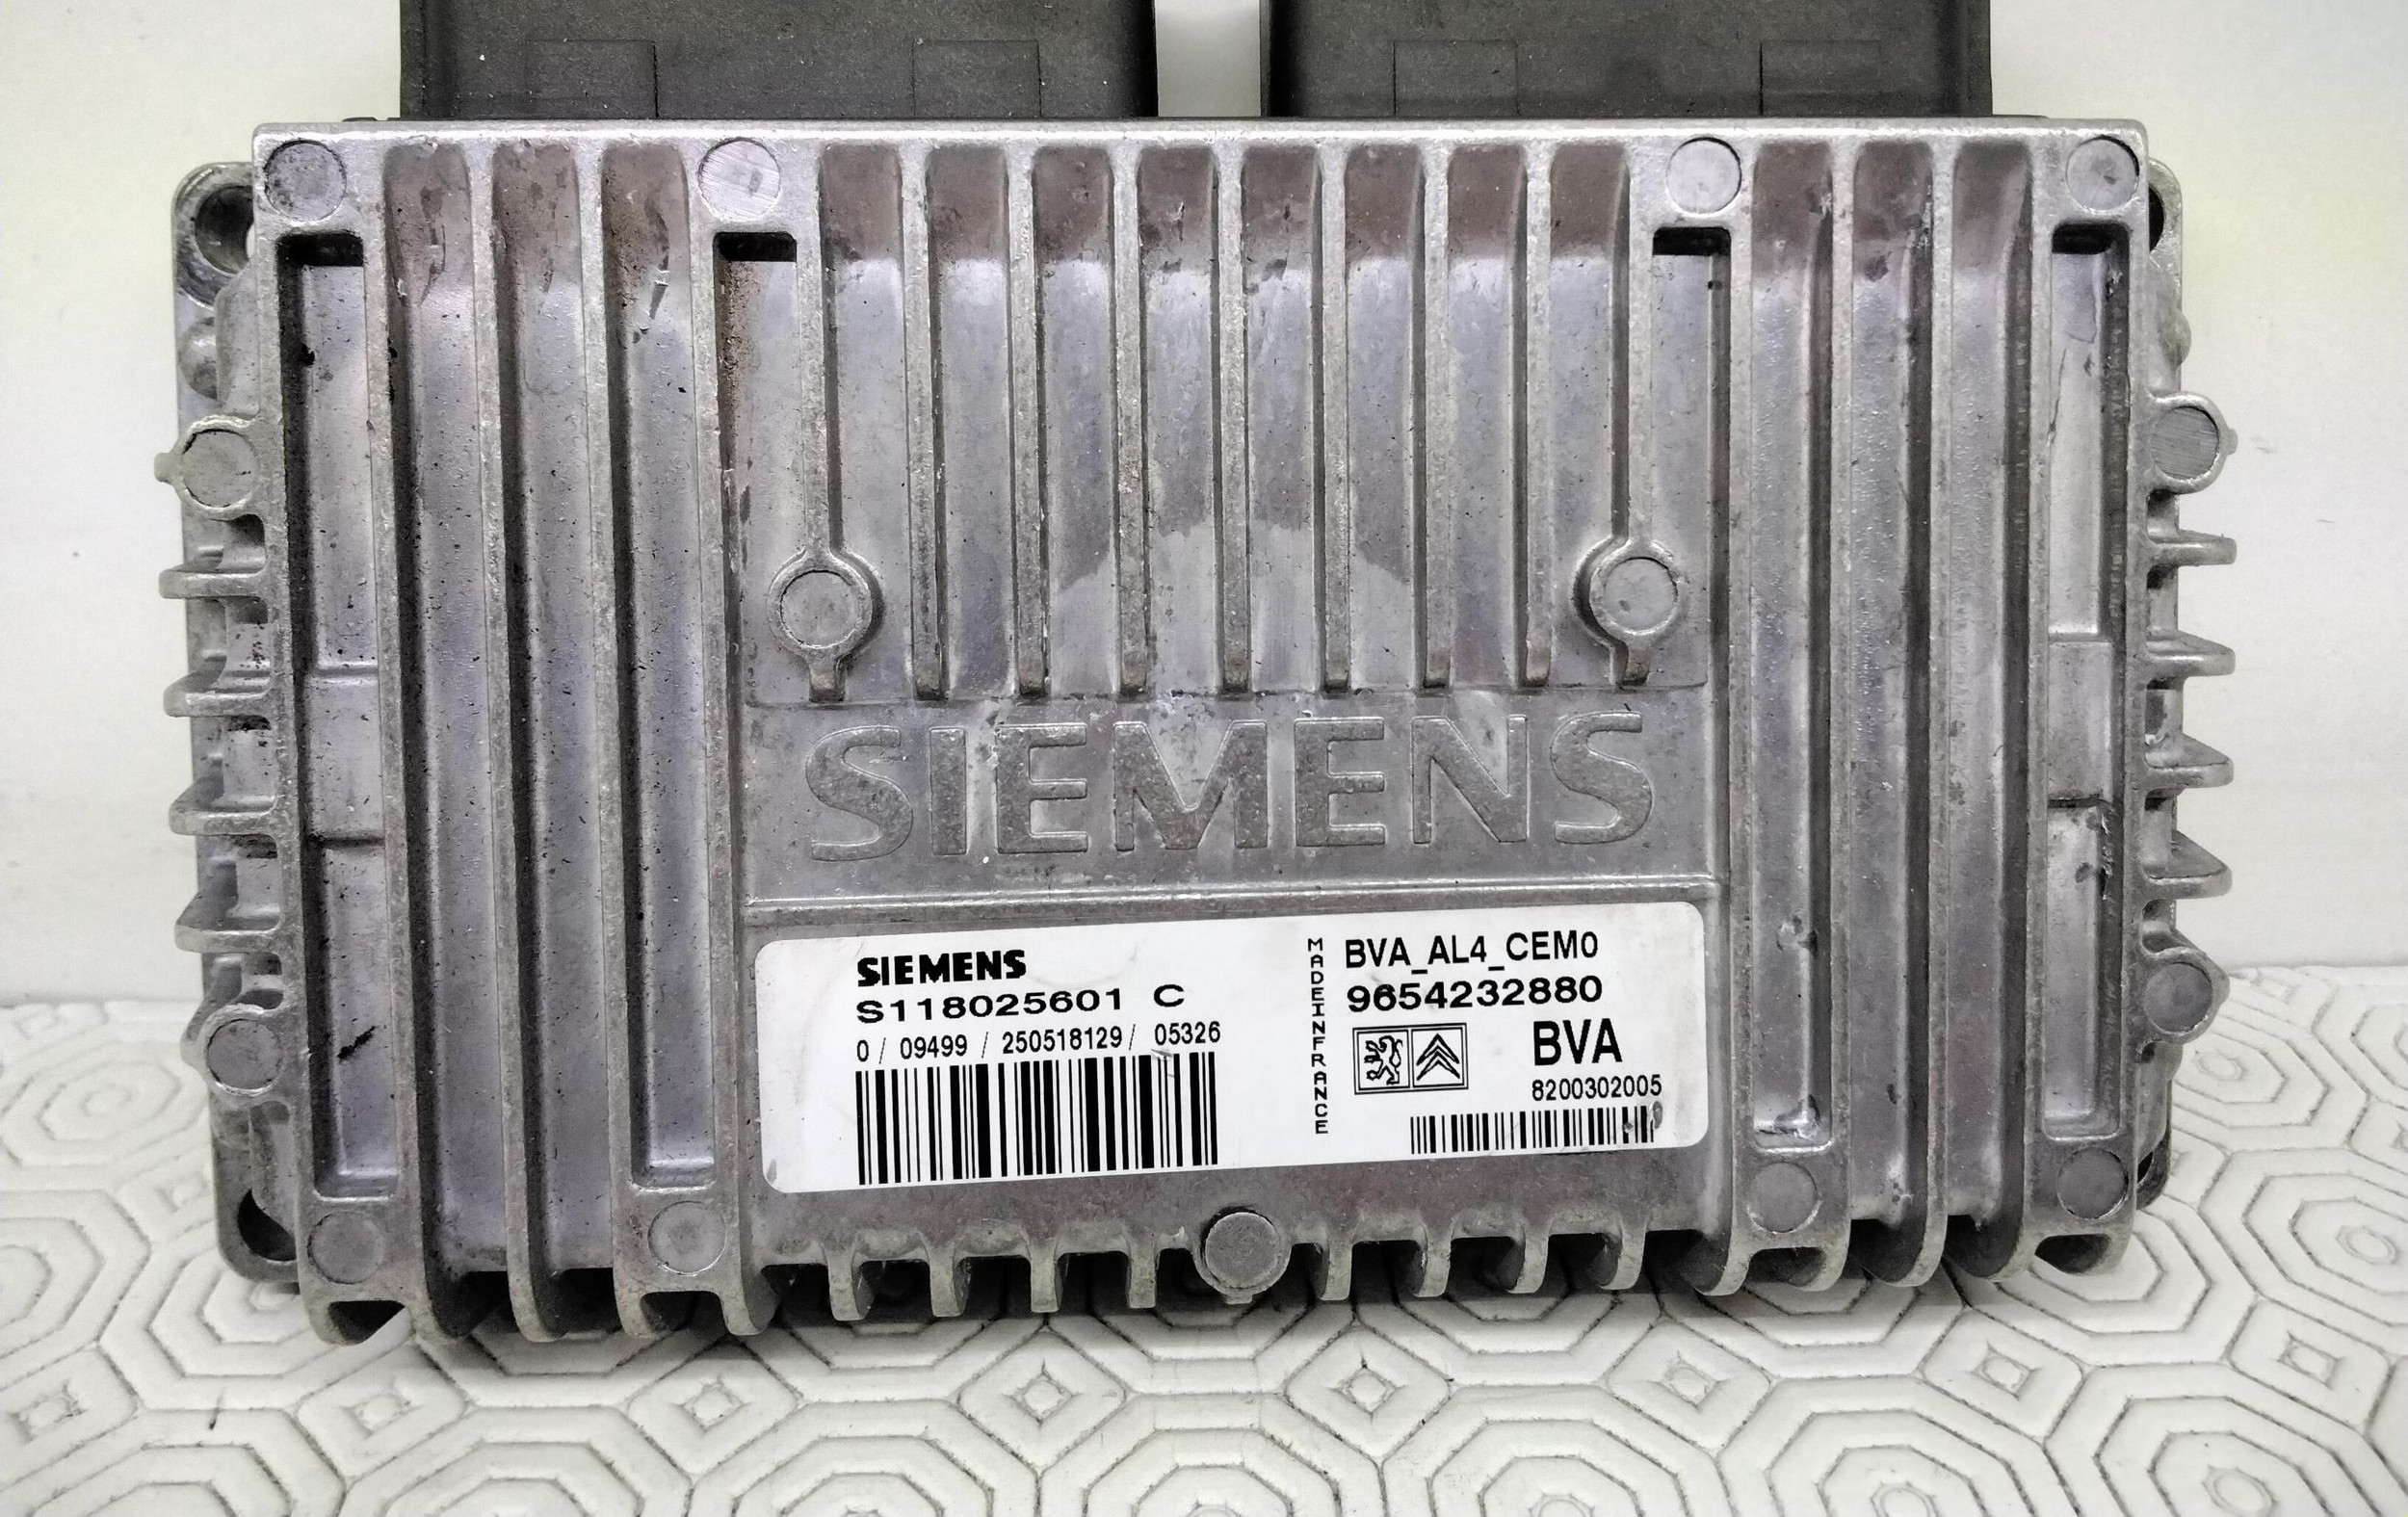 SIEMENS
SIEMENS
S118025601 C
0 / 09499 / 250518129 / 05326
MADEINFRANCE
BVA_AL4_CEM0
9654232880
BVA
8200302005